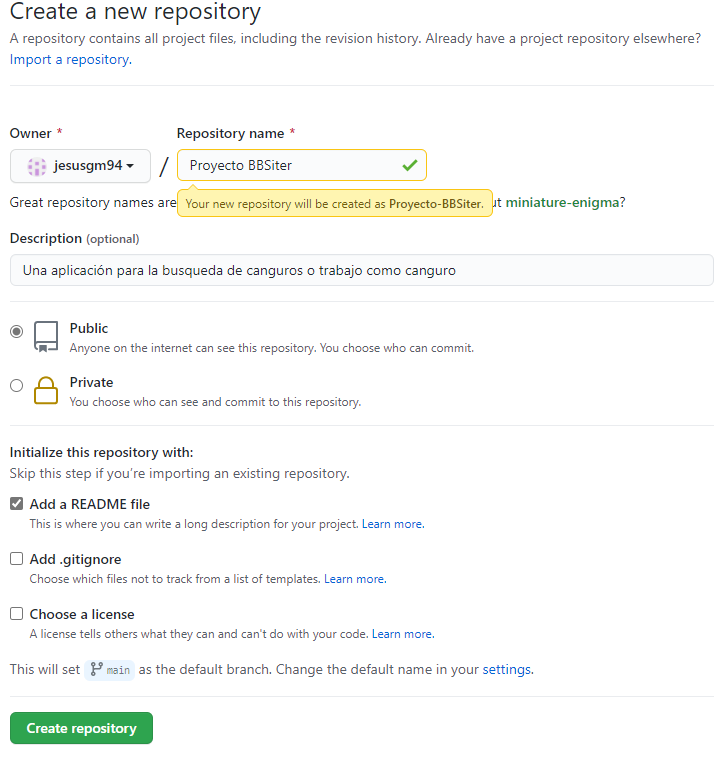 Create a new repository
A repository contains all project files, including the revision history. Already have a project repository elsewhere?
Import a repository.
Owner * Repository name *
jesusgm94 / Proyecto BBSiter
Great repository names are
Your new repository will be created as Proyecto-BBSiter.
miniature-enigma?
Description (optional)
Una aplicación para la busqueda de canguros o trabajo como canguro
Public
Anyone on the internet can see this repository. You choose who can commit.
Private
You choose who can see and commit to this repository.
Initialize this repository with:
Skip this step if you're importing an existing repository.
Add a README file
This is where you can write a long description for your project. Learn more.
Add .gitignore
Choose which files not to track from a list of templates. Learn more.
Choose a license
A license tells others what they can and can't do with your code. Learn more.
This will set main as the default branch. Change the default name in your settings.
Create repository